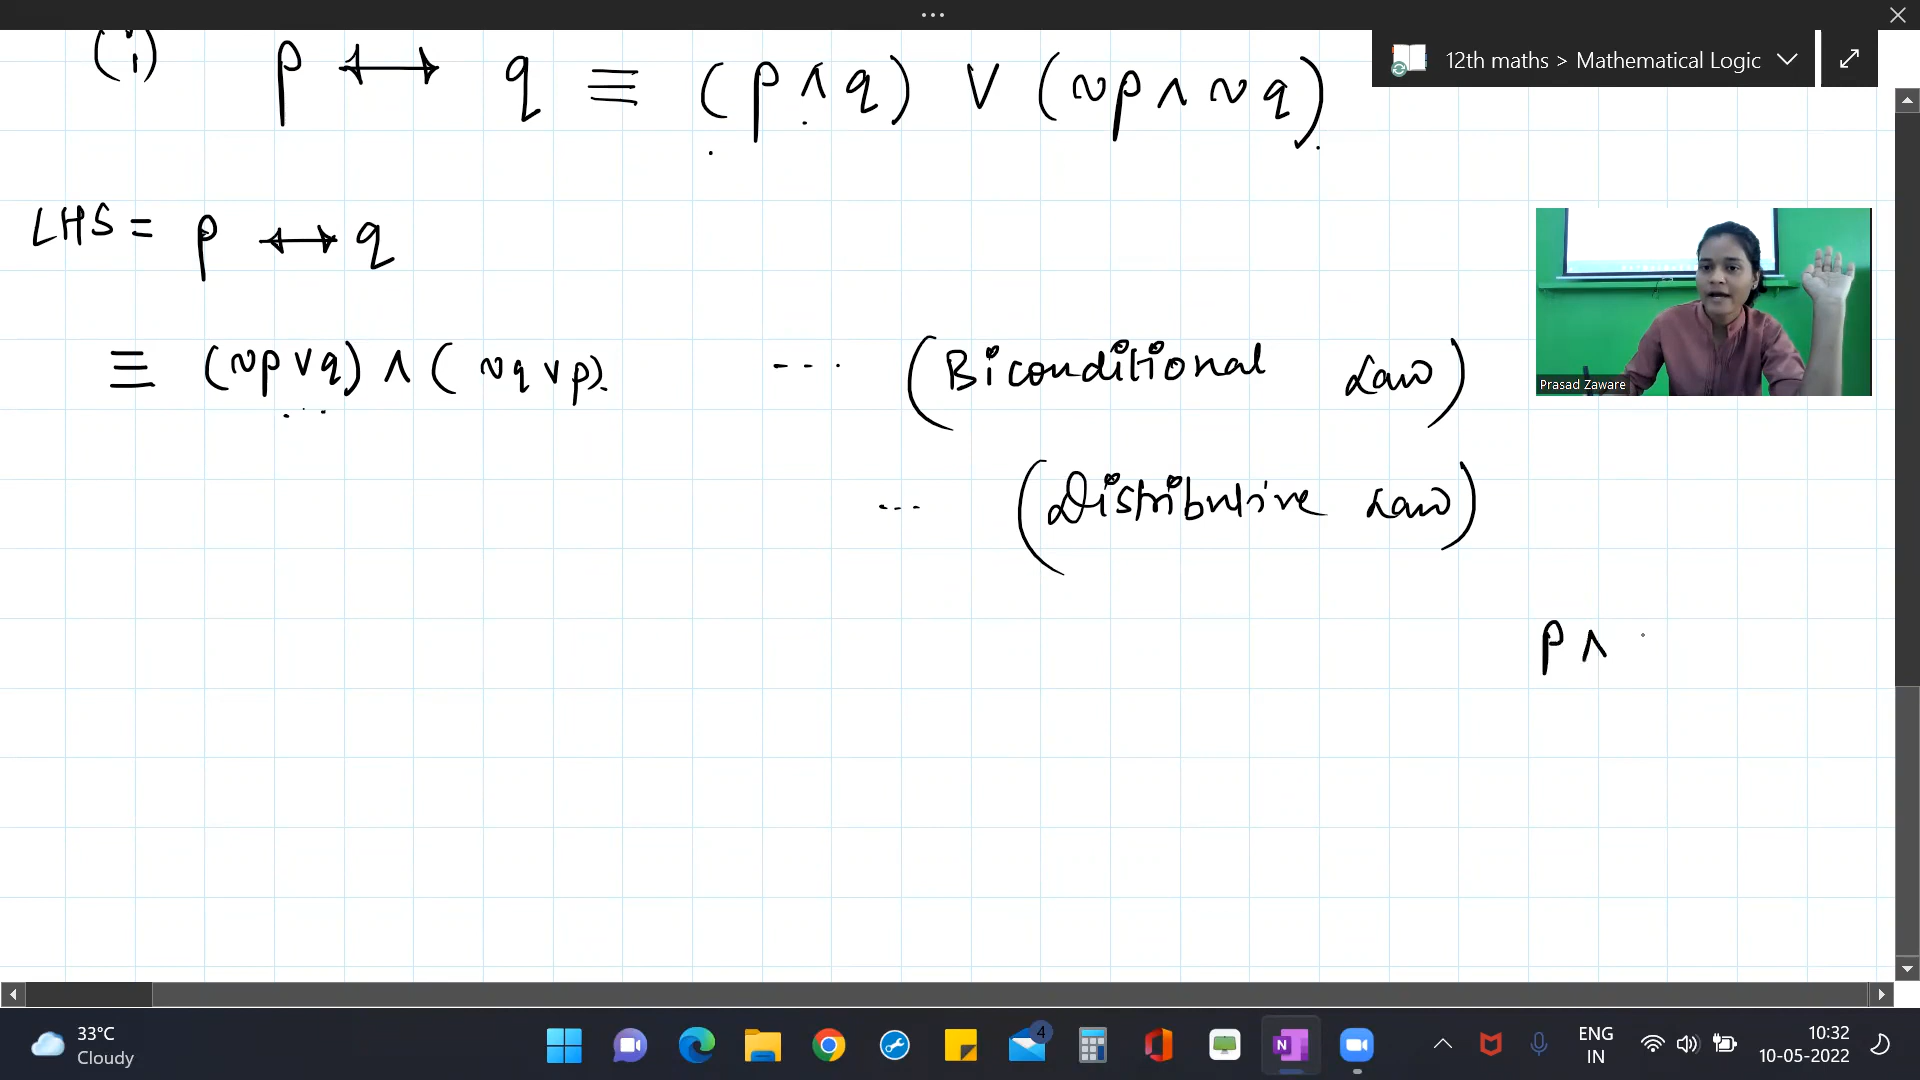 (i) p ↔ q ≡ (p ∧ q) ∨ (~p ∧ ~q)
12th maths > Mathematical Logic
LHS = p ↔ q
Prasad Zaware
≡ (~p ∨ q) ∧ (~q ∨ p) ... (Biconditional Law)
... (Distributive Law)
p ∧
33°C
Cloudy
4
ENG
IN
10:32
10-05-2022